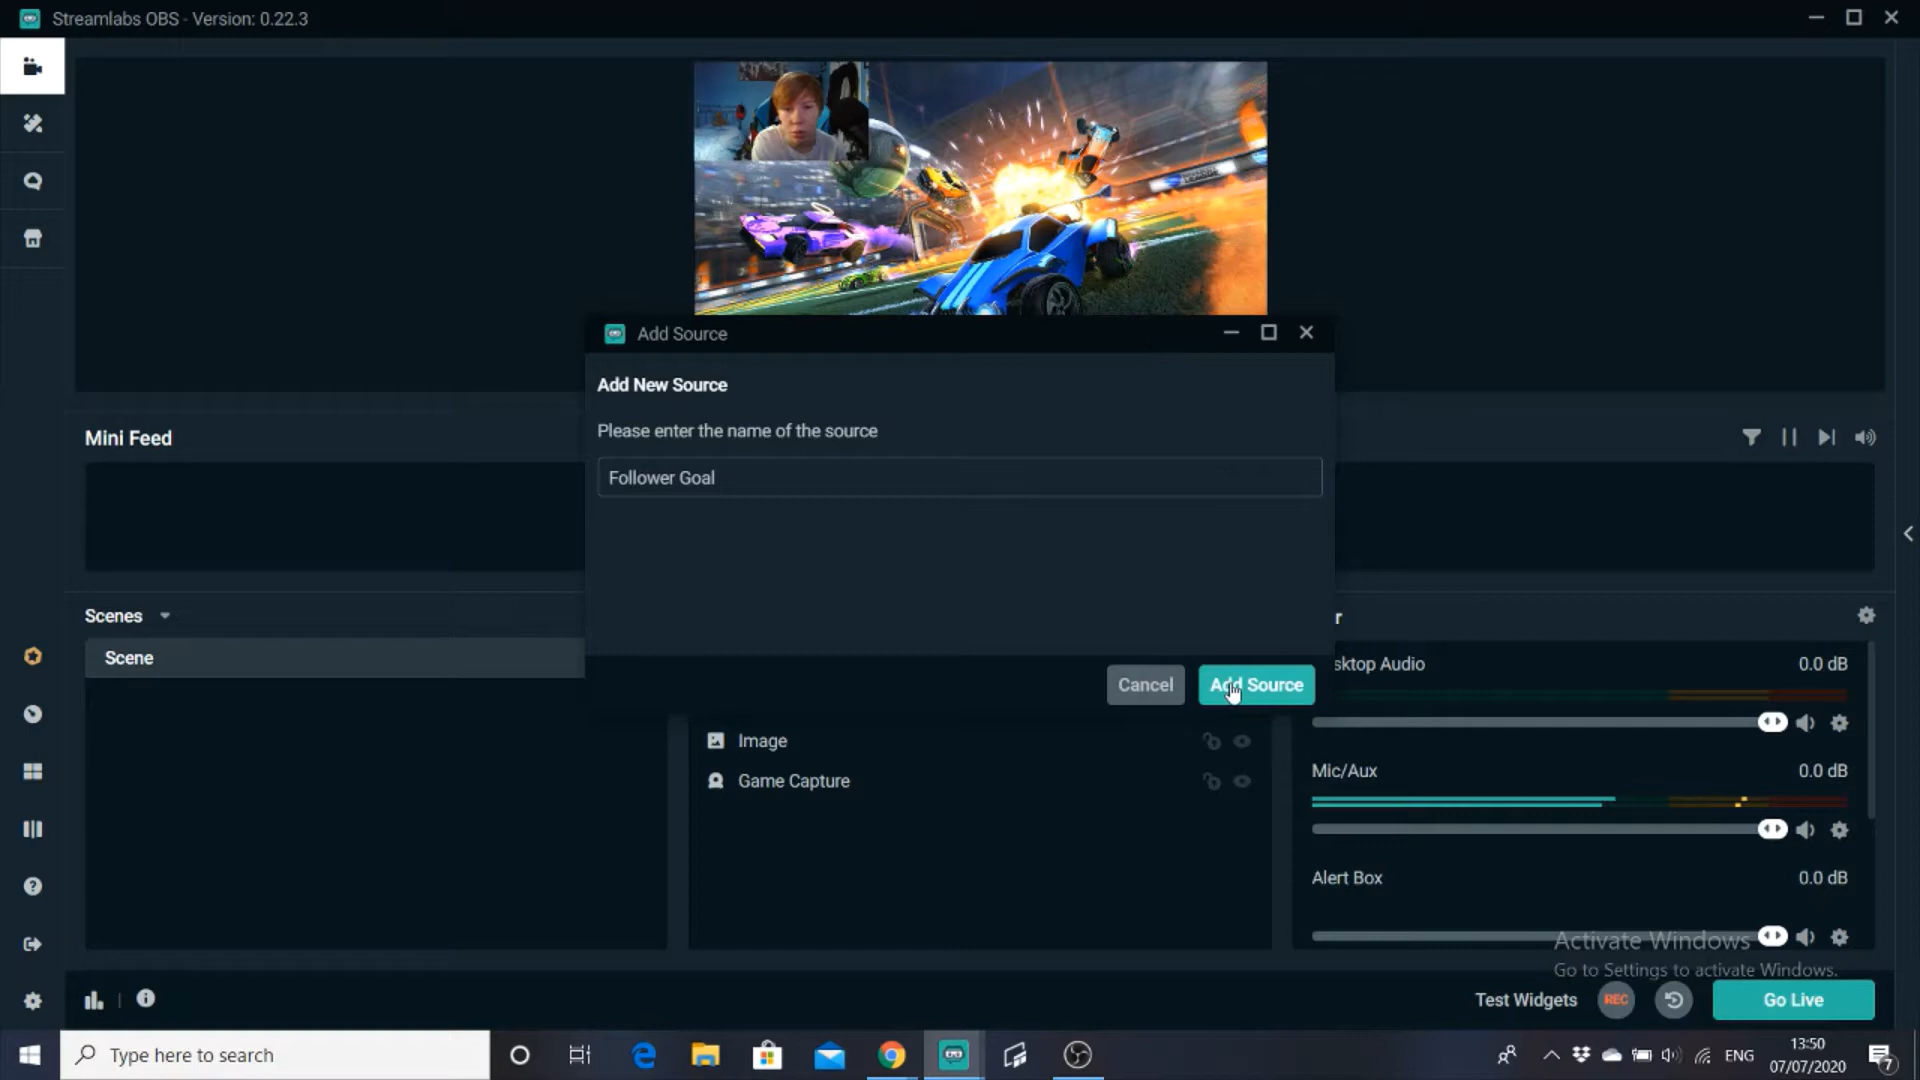 Streamlabs OBS - Version: 0.22.3
Add Source
Add New Source
Please enter the name of the source
Follower Goal
Cancel
Add Source
Mini Feed
Scenes
Scene
Image
Game Capture
r
sktop Audio
0.0 dB
Mic/Aux
0.0 dB
Alert Box
0.0 dB
Activate Windows
Go to Settings to activate Windows.
Test Widgets
REC
Go Live
Type here to search
ENG
13:50
07/07/2020
7